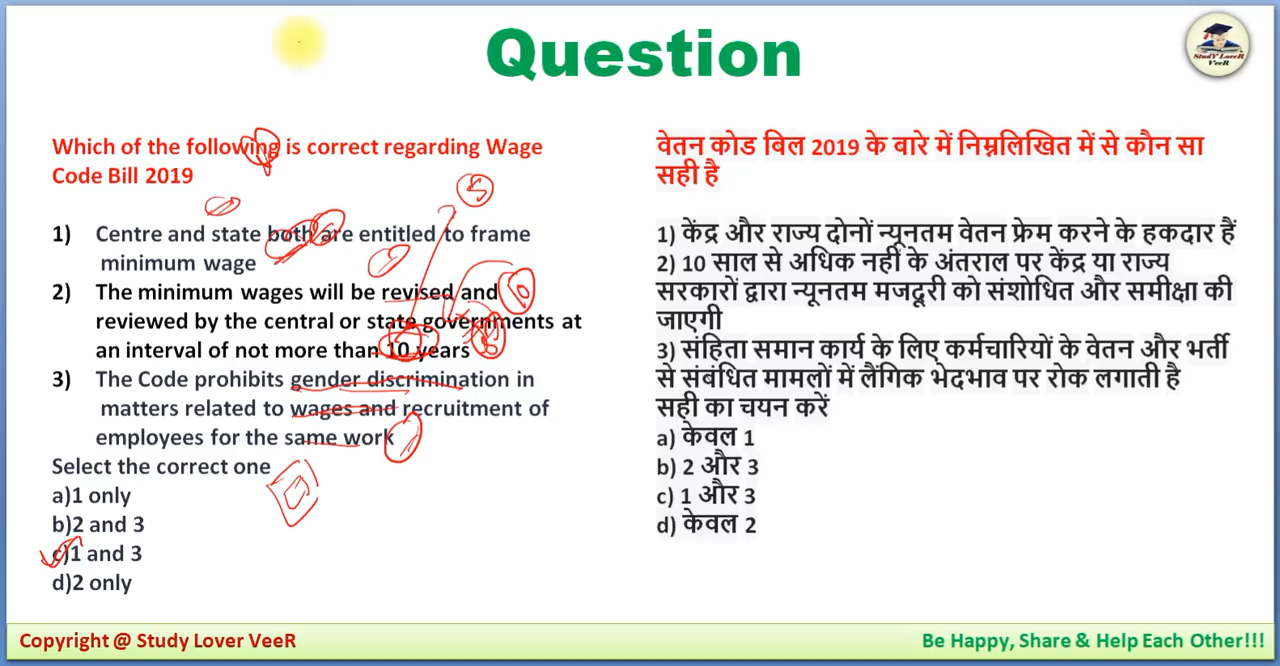 Question
StudY LoveR
VeeR
Which of the following is correct regarding Wage
Code Bill 2019
1) Centre and state both are entitled to frame
minimum wage
2) The minimum wages will be revised and
reviewed by the central or state governments at
an interval of not more than 10 years
3) The Code prohibits gender discrimination in
matters related to wages and recruitment of
employees for the same work
Select the correct one
a)1 only
b)2 and 3
c)1 and 3
d)2 only
5
10
वेतन कोड बिल 2019 के बारे में निम्नलिखित में से कौन सा
सही है
1) केंद्र और राज्य दोनों न्यूनतम वेतन फ्रेम करने के हकदार हैं
2) 10 साल से अधिक नहीं के अंतराल पर केंद्र या राज्य
सरकारों द्वारा न्यूनतम मजदूरी को संशोधित और समीक्षा की
जाएगी
3) संहिता समान कार्य के लिए कर्मचारियों के वेतन और भर्ती
से संबंधित मामलों में लैंगिक भेदभाव पर रोक लगाती है
सही का चयन करें
a) केवल 1
b) 2 और 3
c) 1 और 3
d) केवल 2
Copyright @ Study Lover VeeR
Be Happy, Share & Help Each Other!!!